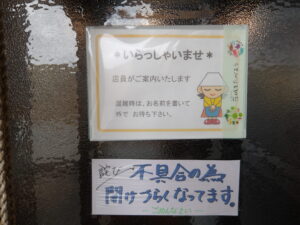 ＊いらっしゃいませ＊
店員がご案内いたします
混雑時は、お名前を書いて
外で お待ち下さい。
詫び
不具合の為
開けづらくなってます。